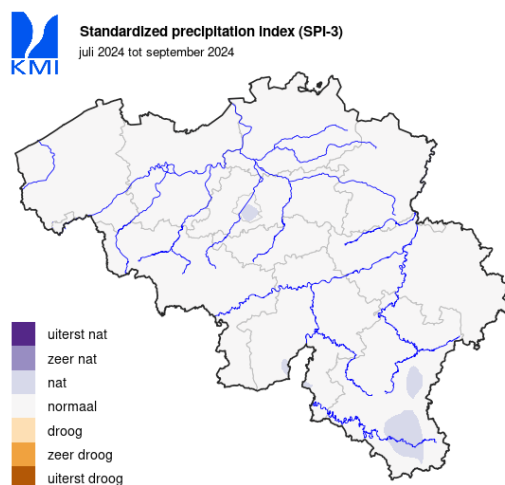 Standardized precipitation index (SPI-3)
juli 2024 tot september 2024
KMI
uiterst nat
zeer nat
nat
normaal
droog
zeer droog
uiterst droog